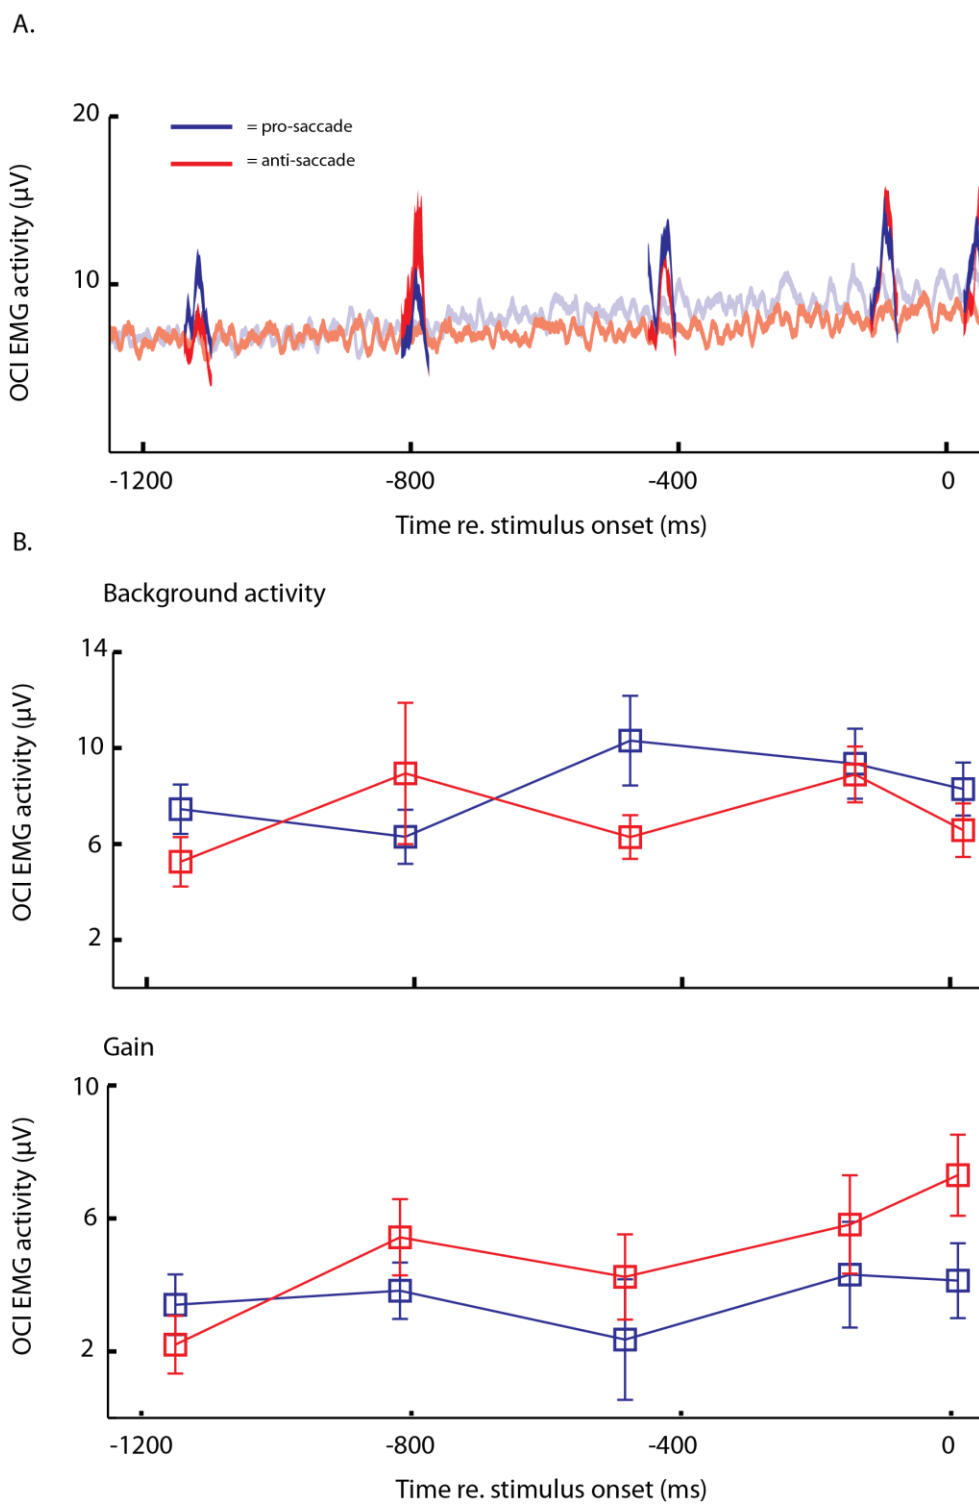 A.
20
= pro-saccade
= anti-saccade
10
OCI EMG activity (µV)
-1200 -800 -400 0
Time re. stimulus onset (ms)
B.
Background activity
14
10
6
2
OCI EMG activity (µV)
Gain
10
6
2
OCI EMG activity (µV)
-1200 -800 -400 0
Time re. stimulus onset (ms)